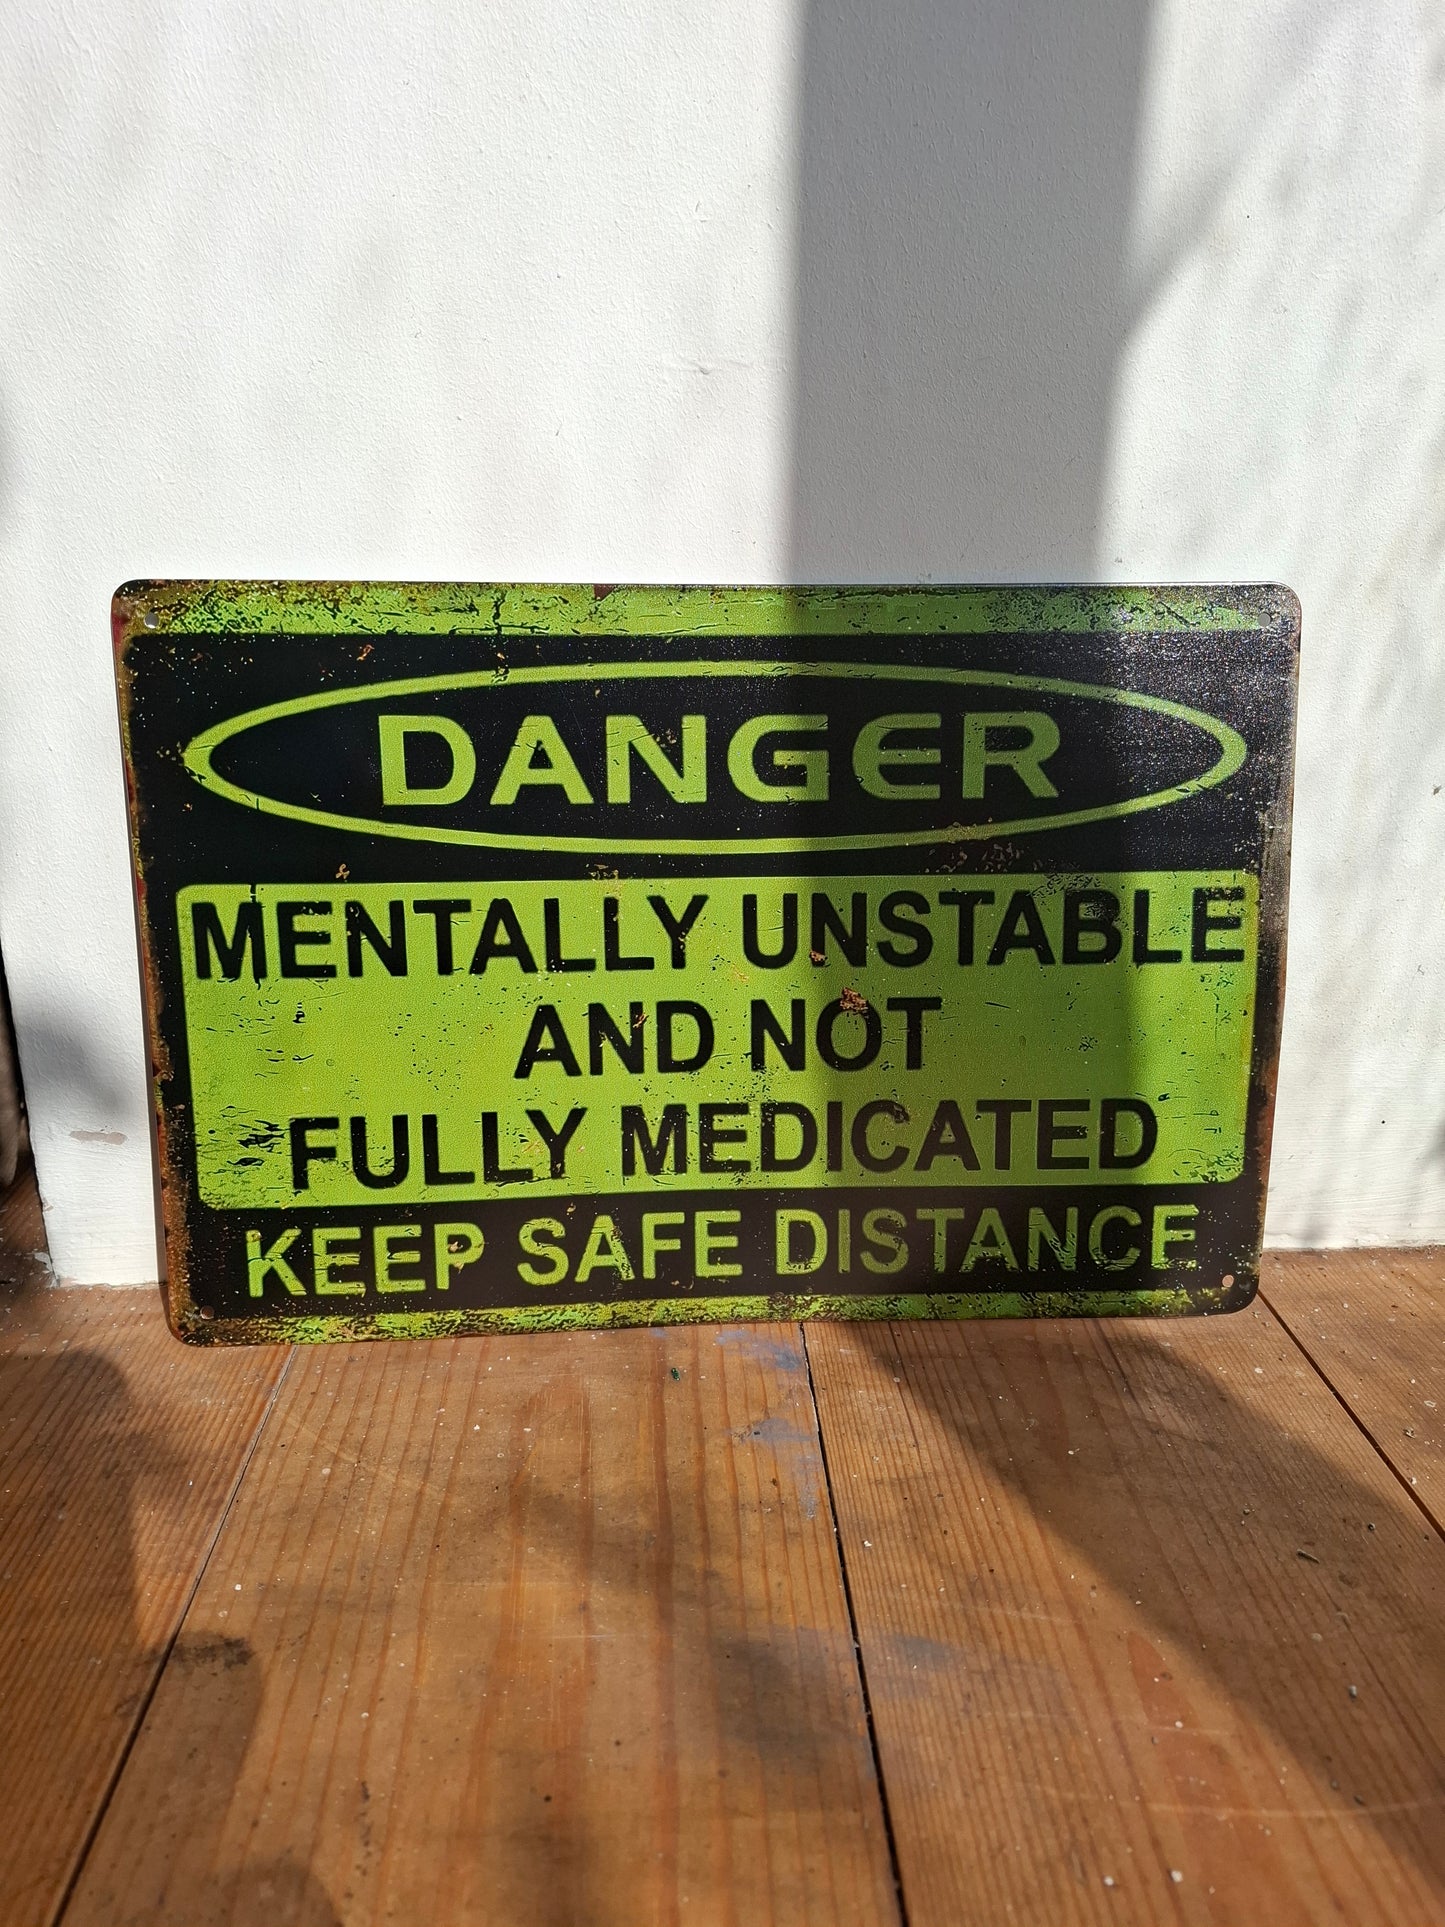 DANGER
MENTALLY UNSTABLE
AND NOT
FULLY MEDICATED
KEEP SAFE DISTANCE